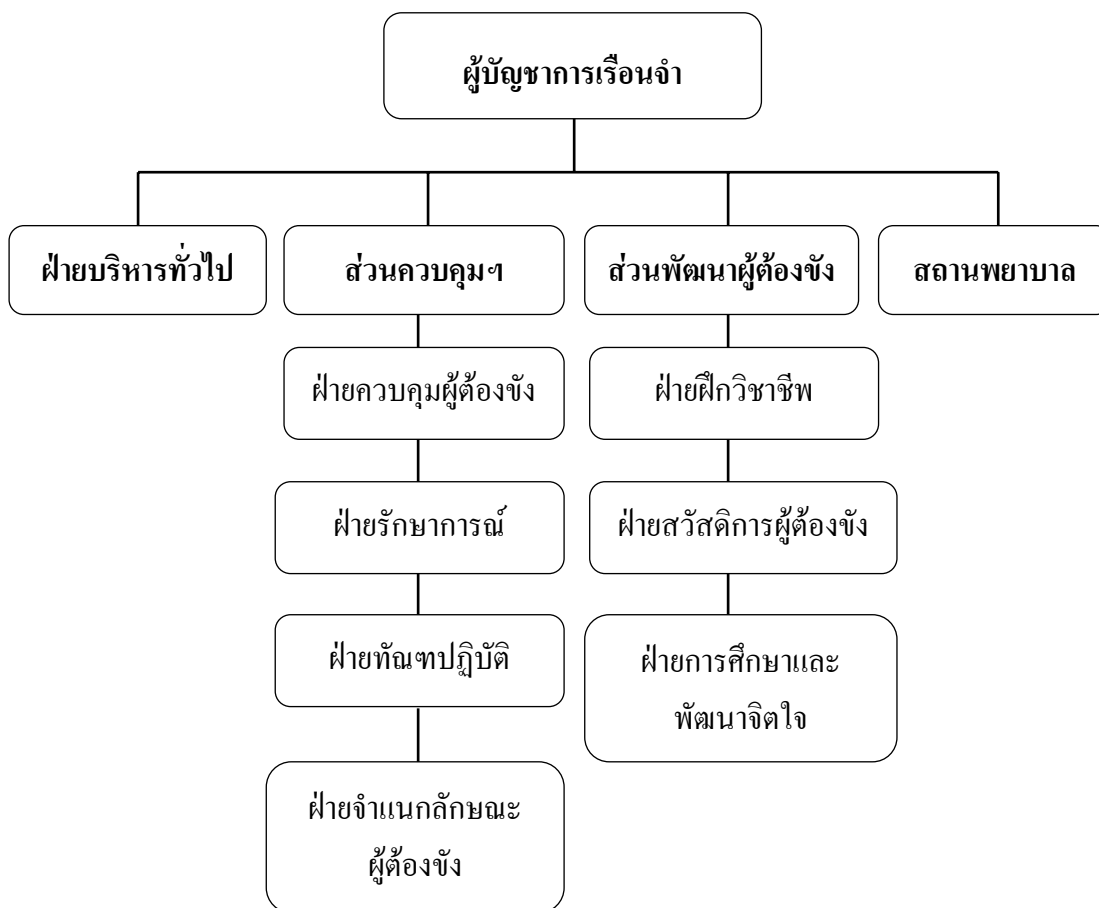 ผู้บัญชาการเรือนจำ
ฝ่ายบริหารทั่วไป
ส่วนควบคุมฯ
ส่วนพัฒนาผู้ต้องขัง
สถานพยาบาล
ฝ่ายควบคุมผู้ต้องขัง
ฝ่ายฝึกวิชาชีพ
ฝ่ายรักษาการณ์
ฝ่ายสวัสดิการผู้ต้องขัง
ฝ่ายทัณฑปฏิบัติ
ฝ่ายการศึกษาและ
พัฒนาจิตใจ
ฝ่ายจำแนกลักษณะ
ผู้ต้องขัง